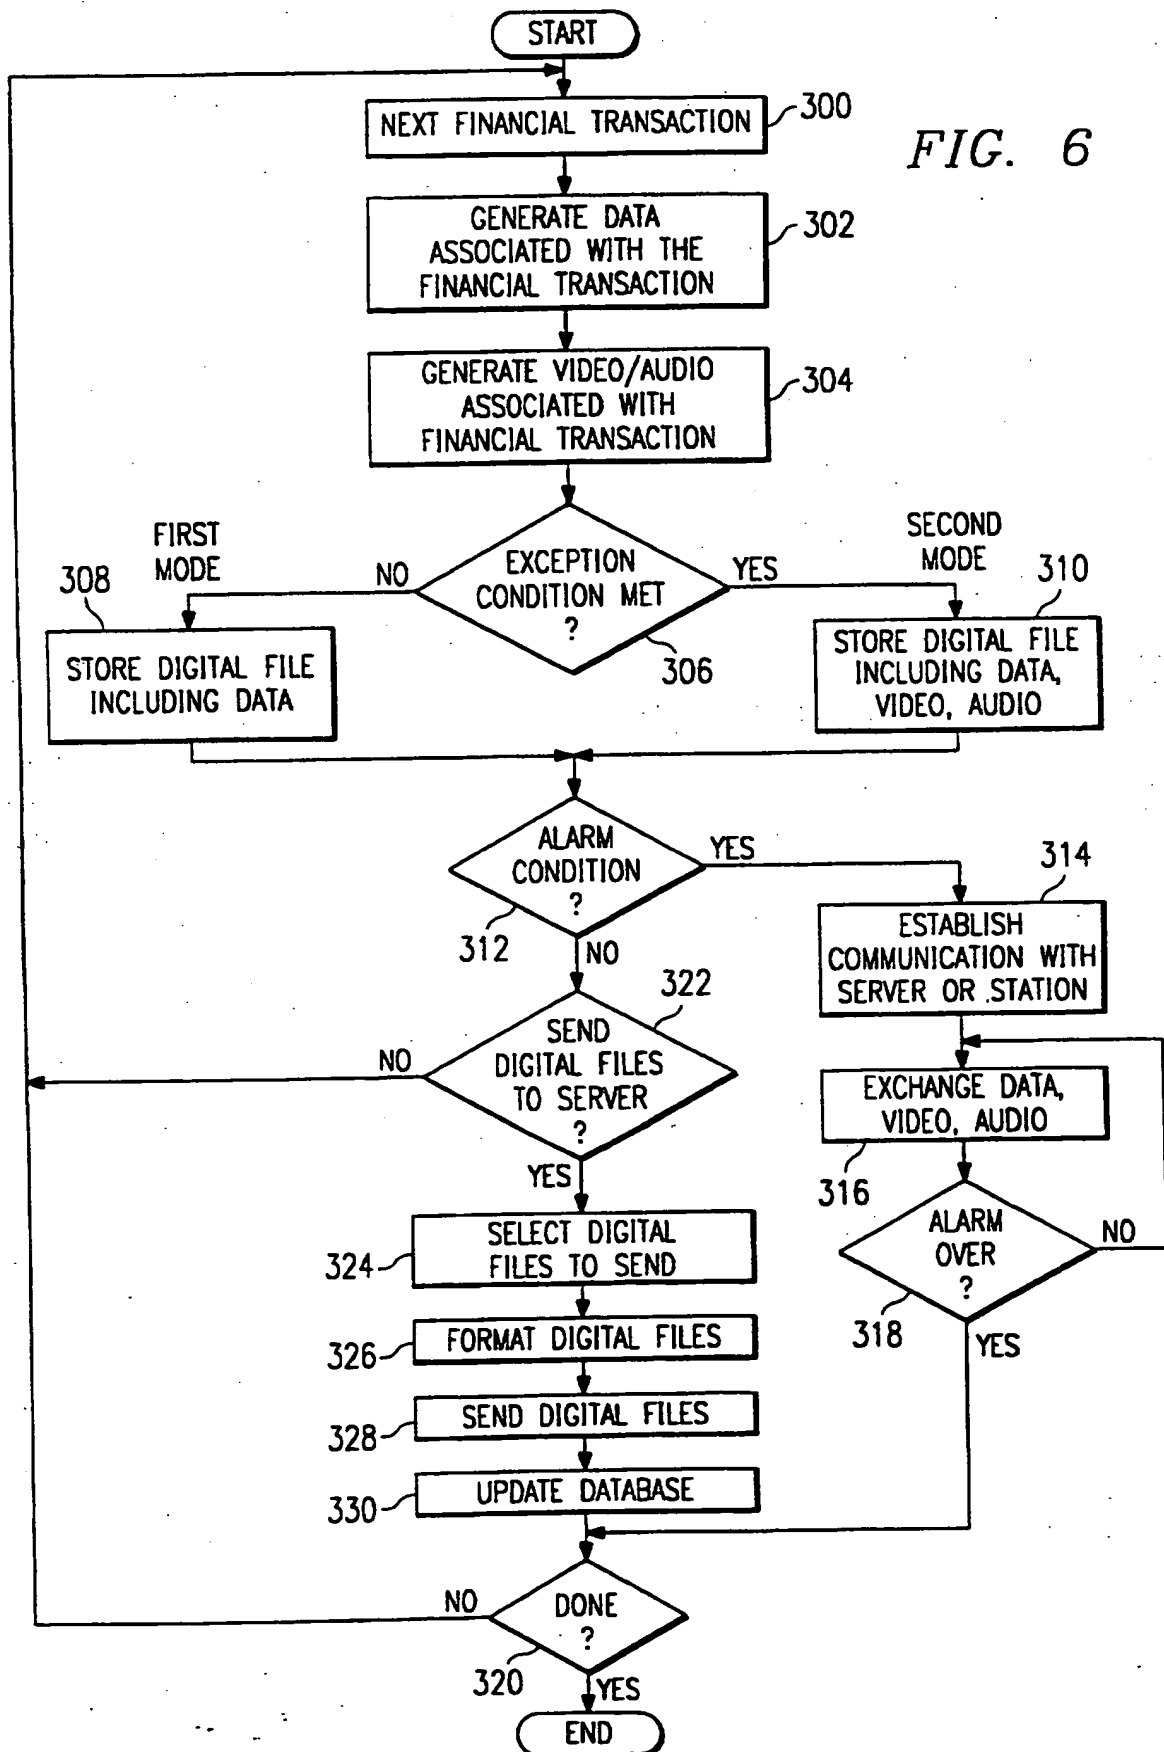 START
NEXT FINANCIAL TRANSACTION
300
FIG. 6
GENERATE DATA
ASSOCIATED WITH THE
FINANCIAL TRANSACTION
302
GENERATE VIDEO/AUDIO
ASSOCIATED WITH
FINANCIAL TRANSACTION
304
FIRST
MODE
NO
EXCEPTION
CONDITION MET
?
YES
SECOND
MODE
306
308
STORE DIGITAL FILE
INCLUDING DATA
310
STORE DIGITAL FILE
INCLUDING DATA,
VIDEO, AUDIO
ALARM
CONDITION
?
YES
312
NO
314
ESTABLISH
COMMUNICATION WITH
SERVER OR STATION
322
SEND
DIGITAL FILES
TO SERVER
?
NO
YES
EXCHANGE DATA,
VIDEO, AUDIO
316
ALARM
OVER
?
NO
318
YES
SELECT DIGITAL
FILES TO SEND
324
FORMAT DIGITAL FILES
326
SEND DIGITAL FILES
328
UPDATE DATABASE
330
NO
DONE
?
320
YES
END